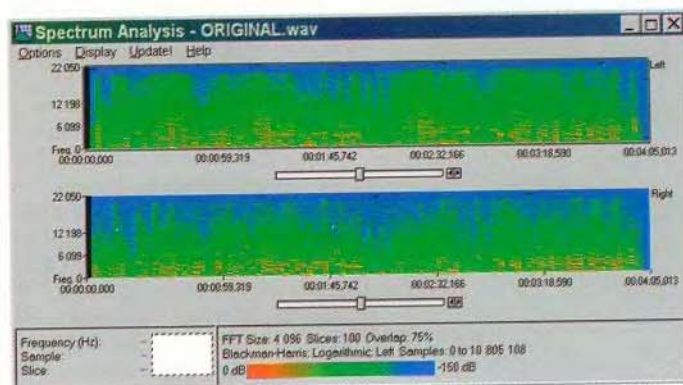 Spectrum Analysis - ORIGINAL.wav
Options Display Update! Help
22 050
12 198
6 099
Freq. 0
Left
00:00:00,000 00:00:59,319 00:01:45,742 00:02:32,166 00:03:18,590 00:04:05,013
22 050
12 198
6 099
Freq. 0
Right
00:00:00,000 00:00:59,319 00:01:45,742 00:02:32,166 00:03:18,590 00:04:05,013
Frequency (Hz): --
Sample: --
Slice: --
FFT Size: 4 096 Slices: 100 Overlap: 75%
Blackman-Harris: Logarithmic: Left Samples: 0 to 10 805 108
0 dB -150 dB